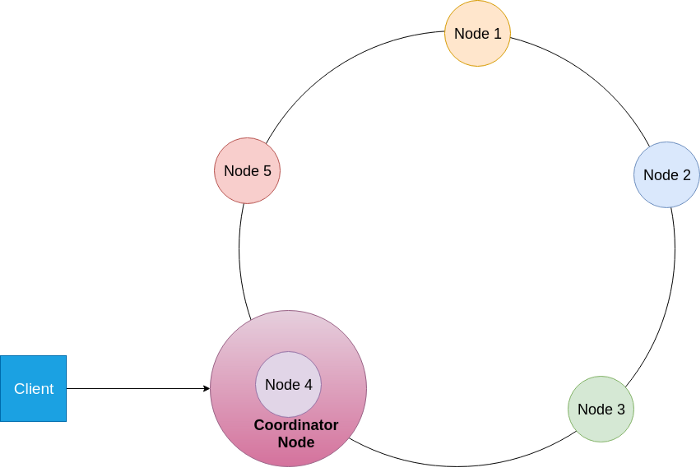 Node 1
Node 5
Node 2
Client
Node 4
Coordinator
Node
Node 3